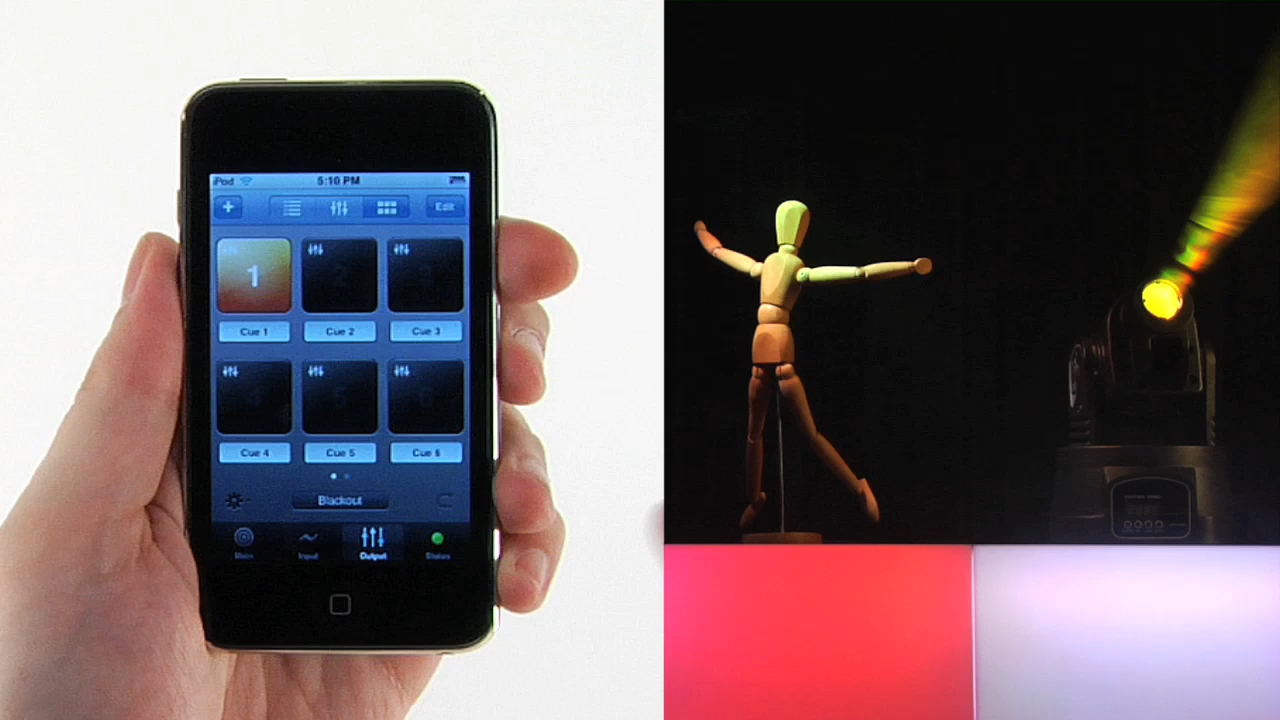 iPod 5:10 PM
+ Edit
1
Cue 1 Cue 2 Cue 3
Cue 4 Cue 5 Cue 6
Blackout
Main Input Output Status